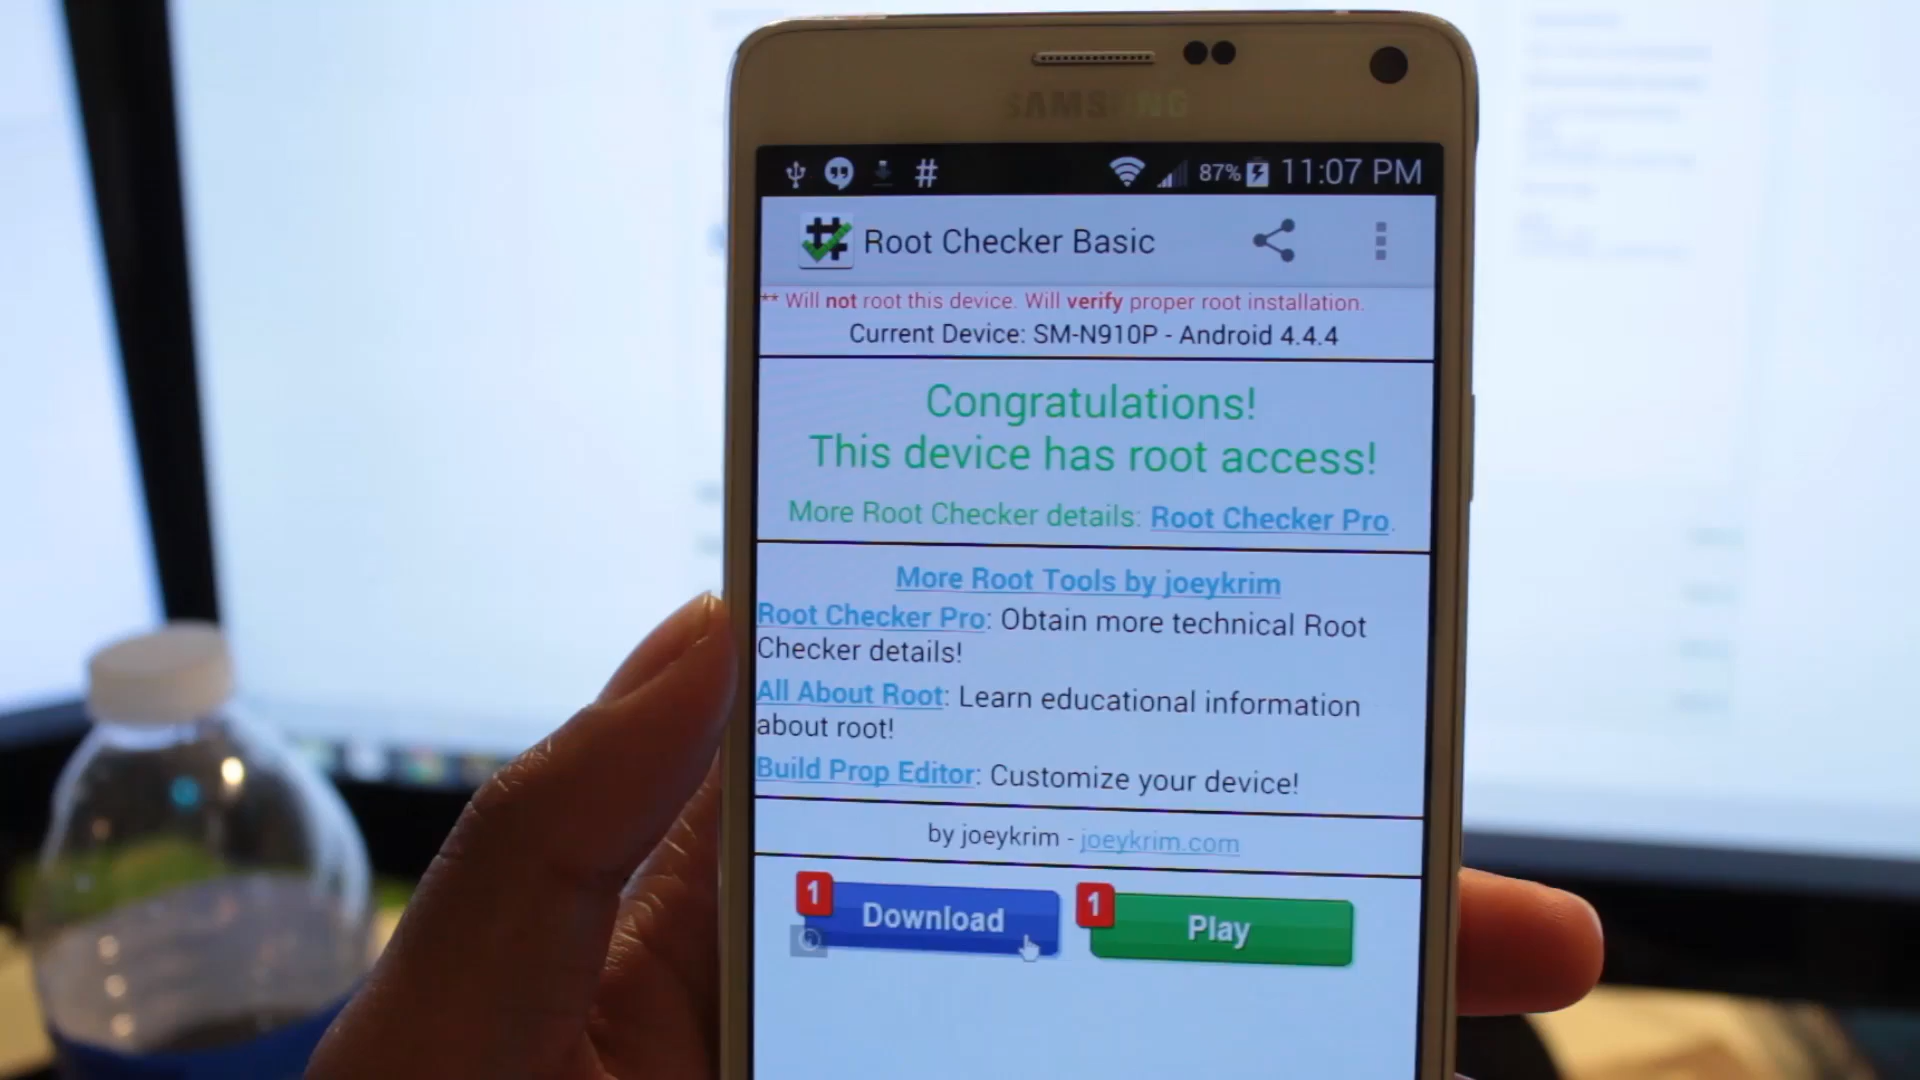 SAMSUNG
87% 11:07 PM
Root Checker Basic
** Will not root this device. Will verify proper root installation.
Current Device: SM-N910P - Android 4.4.4
Congratulations!
This device has root access!
More Root Checker details: Root Checker Pro.
More Root Tools by joeykrim
Root Checker Pro: Obtain more technical Root
Checker details!
All About Root: Learn educational information
about root!
Build Prop Editor: Customize your device!
by joeykrim - joeykrim.com
1 Download 1 Play